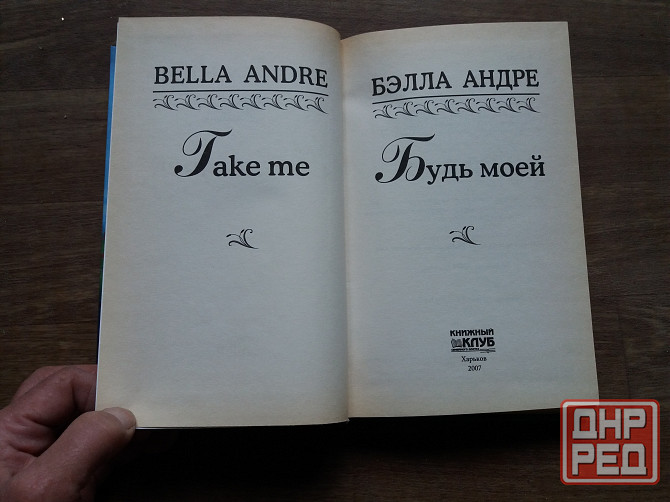 BELLA ANDRE
Take me
БЭЛЛА АНДРЕ
Будь моей
КНИЖНЫЙ
КЛУБ
Харьков
2007
ДНР
РЕД